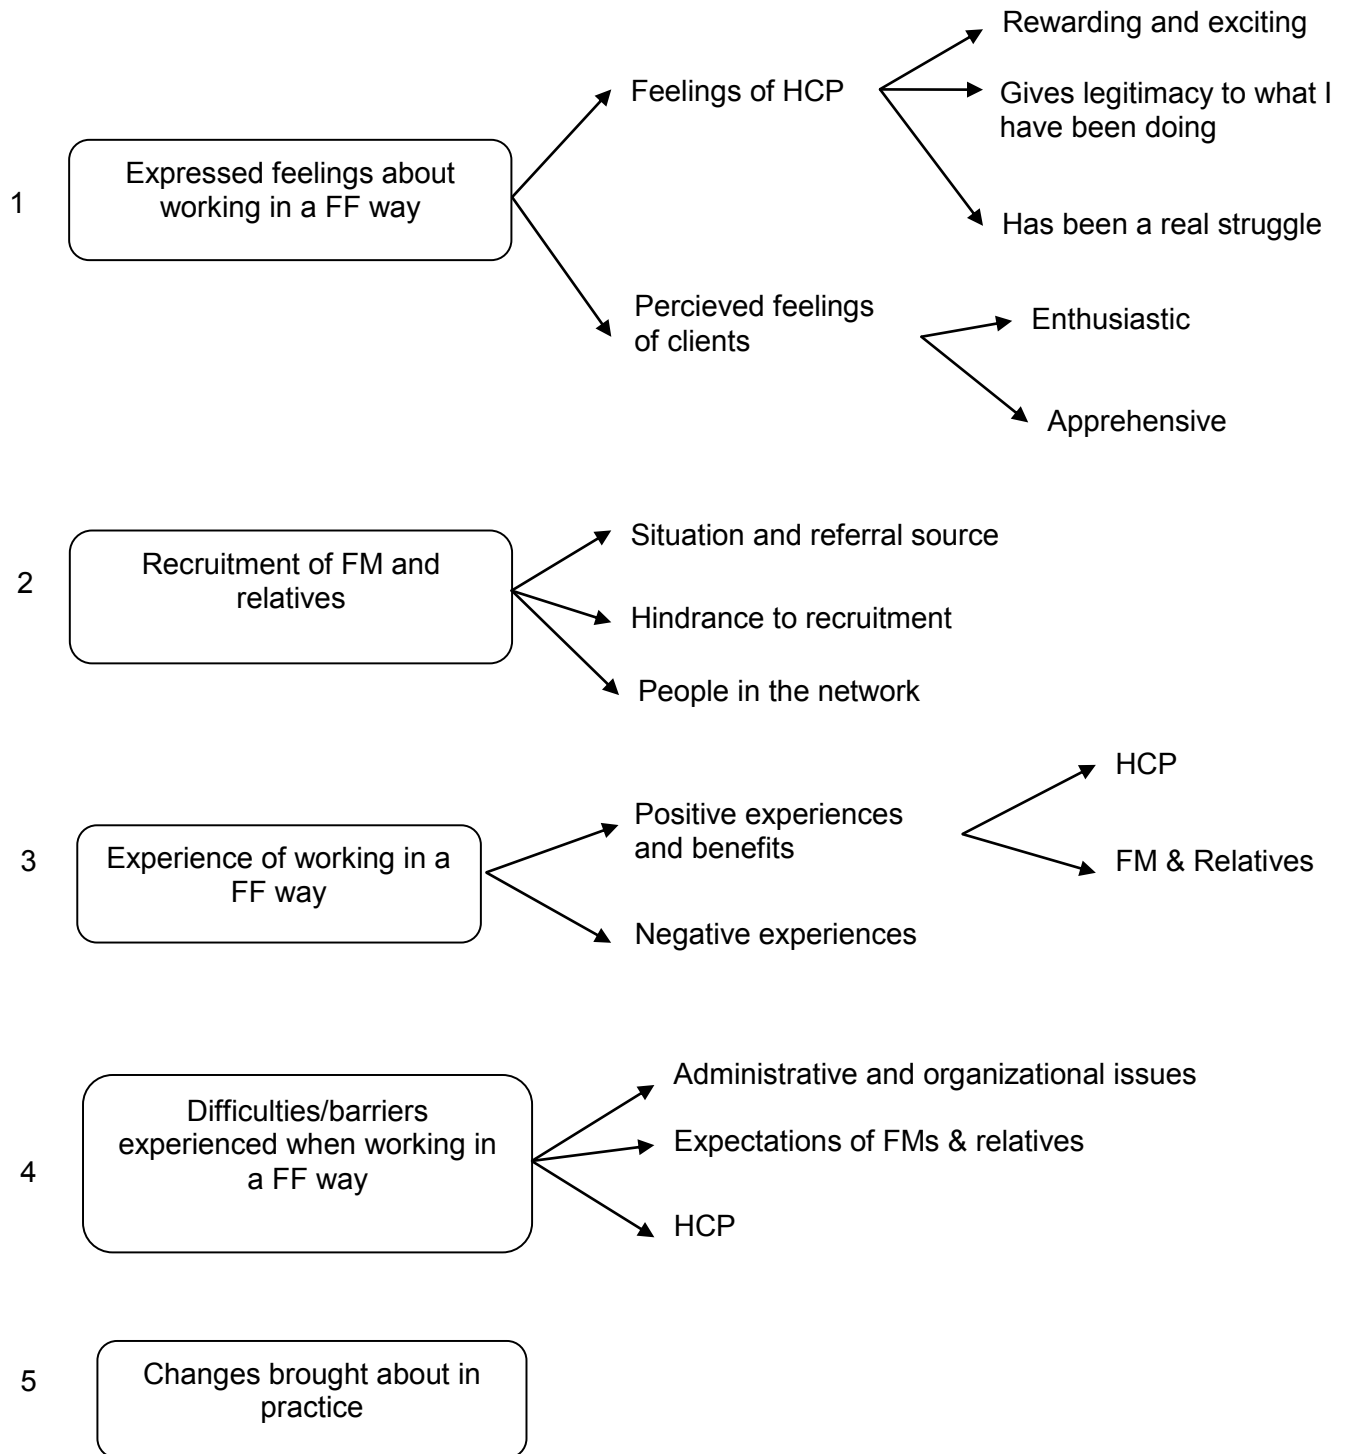 Rewarding and exciting
Feelings of HCP
Gives legitimacy to what I
have been doing
1
Expressed feelings about
working in a FF way
Has been a real struggle
Percieved feelings
of clients
Enthusiastic
Apprehensive
2
Recruitment of FM and
relatives
Situation and referral source
Hindrance to recruitment
People in the network
3
Experience of working in a
FF way
Positive experiences
and benefits
HCP
FM & Relatives
Negative experiences
4
Difficulties/barriers
experienced when working in
a FF way
Administrative and organizational issues
Expectations of FMs & relatives
HCP
5
Changes brought about in
practice